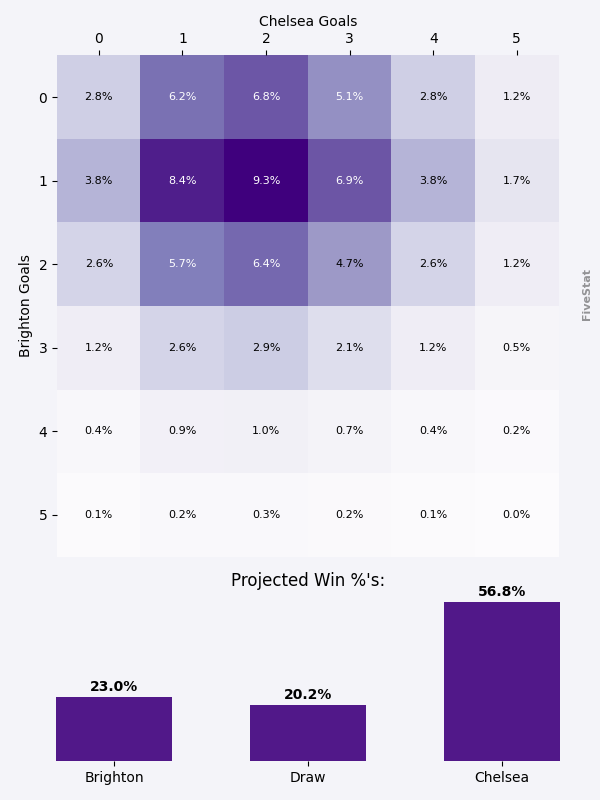 Chelsea Goals
0 1 2 3 4 5
0 2.8% 6.2% 6.8% 5.1% 2.8% 1.2%
1 3.8% 8.4% 9.3% 6.9% 3.8% 1.7%
2 2.6% 5.7% 6.4% 4.7% 2.6% 1.2%
3 1.2% 2.6% 2.9% 2.1% 1.2% 0.5%
4 0.4% 0.9% 1.0% 0.7% 0.4% 0.2%
5 0.1% 0.2% 0.3% 0.2% 0.1% 0.0%
Brighton Goals
FiveStat
Projected Win %'s:
23.0% 20.2% 56.8%
Brighton Draw Chelsea